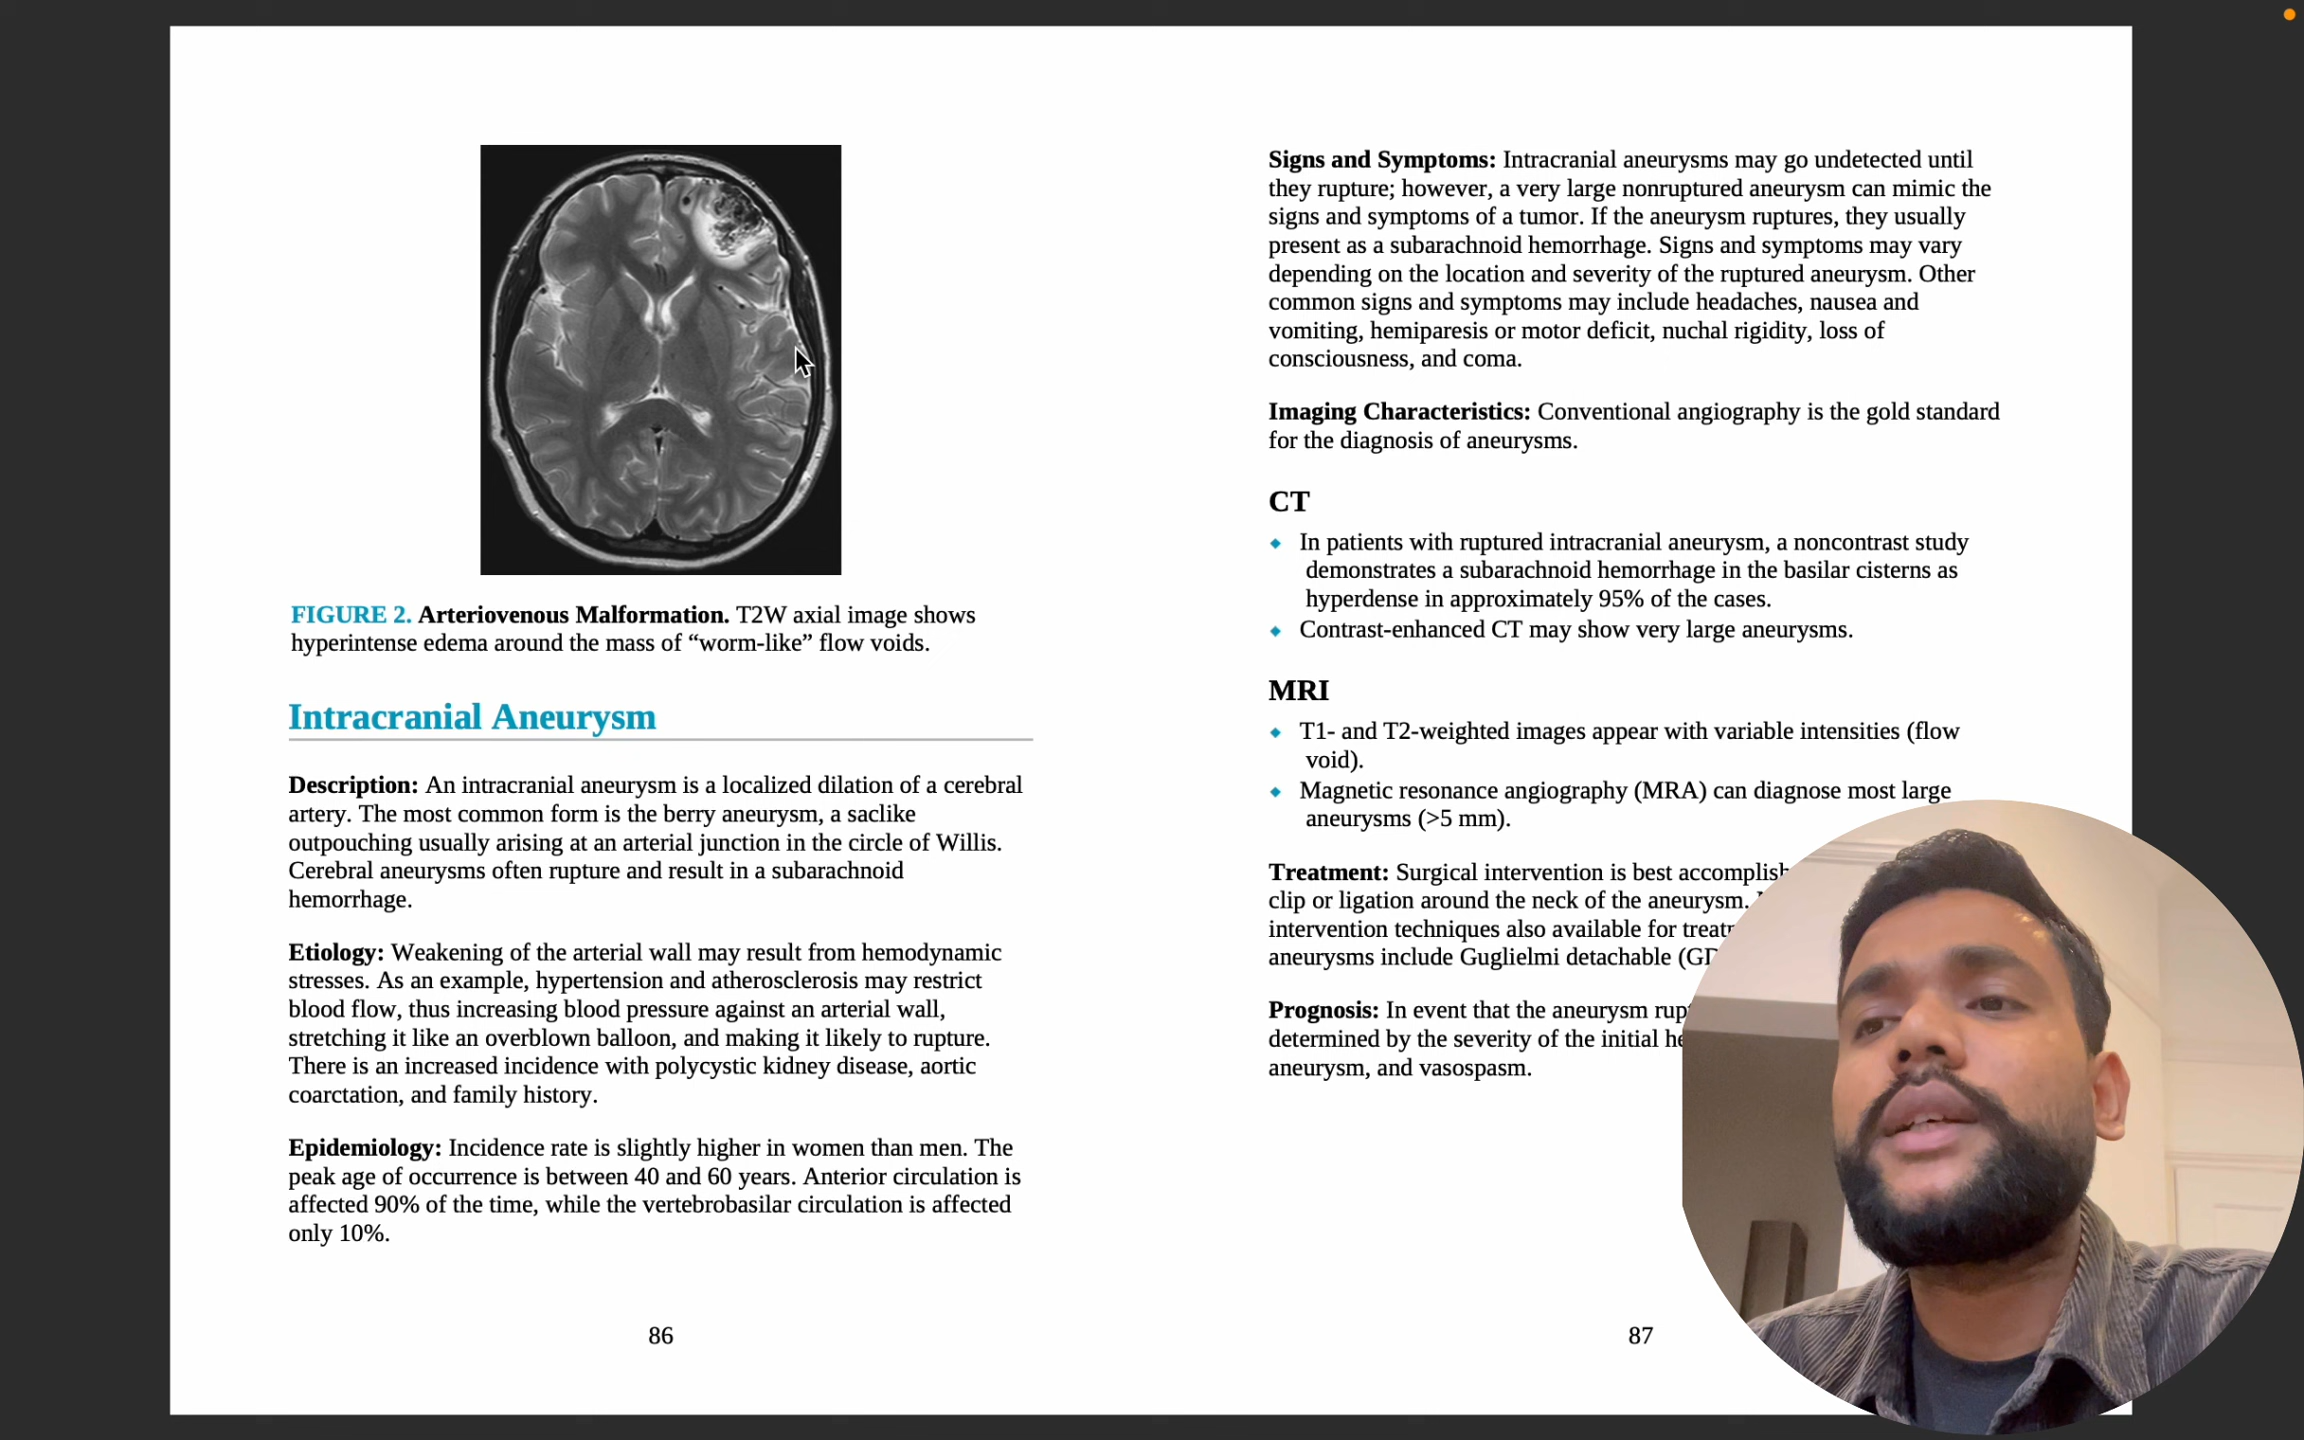 FIGURE 2. Arteriovenous Malformation. T2W axial image shows
hyperintense edema around the mass of “worm-like” flow voids.
Intracranial Aneurysm
Description: An intracranial aneurysm is a localized dilation of a cerebral
artery. The most common form is the berry aneurysm, a saclike
outpouching usually arising at an arterial junction in the circle of Willis.
Cerebral aneurysms often rupture and result in a subarachnoid
hemorrhage.
Etiology: Weakening of the arterial wall may result from hemodynamic
stresses. As an example, hypertension and atherosclerosis may restrict
blood flow, thus increasing blood pressure against an arterial wall,
stretching it like an overblown balloon, and making it likely to rupture.
There is an increased incidence with polycystic kidney disease, aortic
coarctation, and family history.
Epidemiology: Incidence rate is slightly higher in women than men. The
peak age of occurrence is between 40 and 60 years. Anterior circulation is
affected 90% of the time, while the vertebrobasilar circulation is affected
only 10%.
86
Signs and Symptoms: Intracranial aneurysms may go undetected until
they rupture; however, a very large nonruptured aneurysm can mimic the
signs and symptoms of a tumor. If the aneurysm ruptures, they usually
present as a subarachnoid hemorrhage. Signs and symptoms may vary
depending on the location and severity of the ruptured aneurysm. Other
common signs and symptoms may include headaches, nausea and
vomiting, hemiparesis or motor deficit, nuchal rigidity, loss of
consciousness, and coma.
Imaging Characteristics: Conventional angiography is the gold standard
for the diagnosis of aneurysms.
CT
In patients with ruptured intracranial aneurysm, a noncontrast study
demonstrates a subarachnoid hemorrhage in the basilar cisterns as
hyperdense in approximately 95% of the cases.
Contrast-enhanced CT may show very large aneurysms.
MRI
T1- and T2-weighted images appear with variable intensities (flow
void).
Magnetic resonance angiography (MRA) can diagnose most large
aneurysms (>5 mm).
Treatment: Surgical intervention is best
clip or ligation around the neck of the aneurysm.
intervention techniques also available for
aneurysms include Guglielmi detachable
Prognosis: In event that the aneurysm
determined by the severity of the initial
aneurysm, and vasospasm.
87